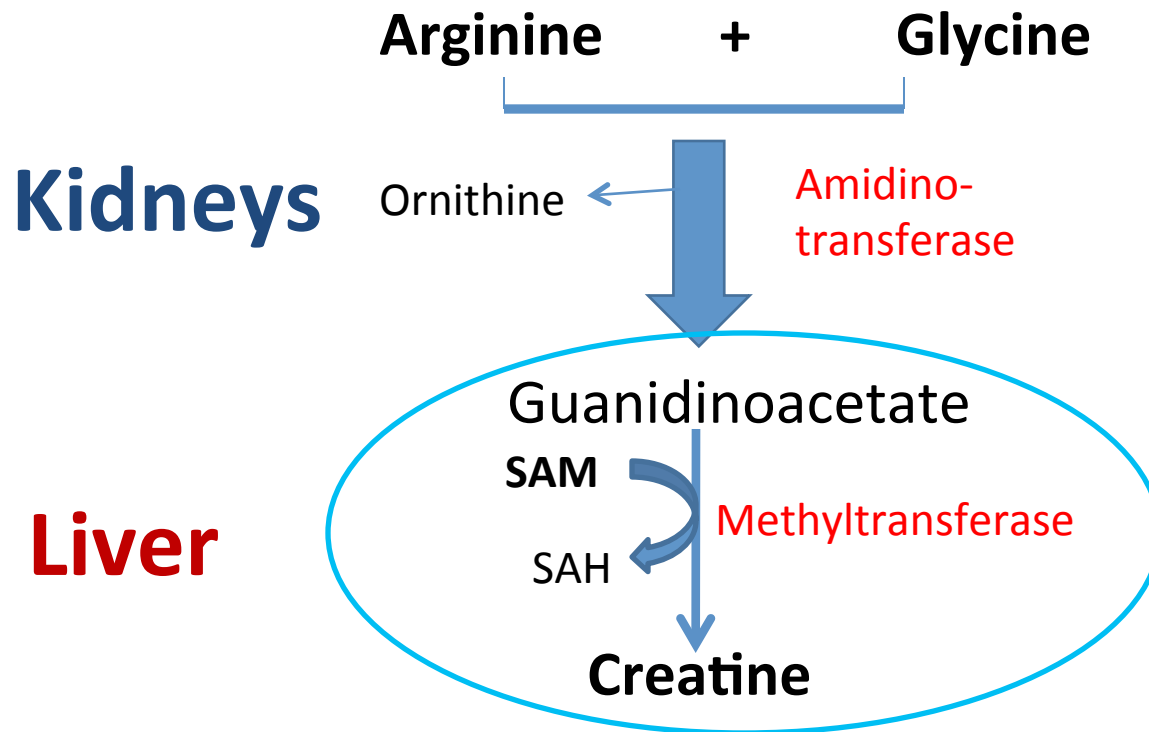 Arginine + Glycine
Kidneys
Ornithine
Amidino-
transferase
Guanidinoacetate
SAM
Methyltransferase
Liver
SAH
Creatine